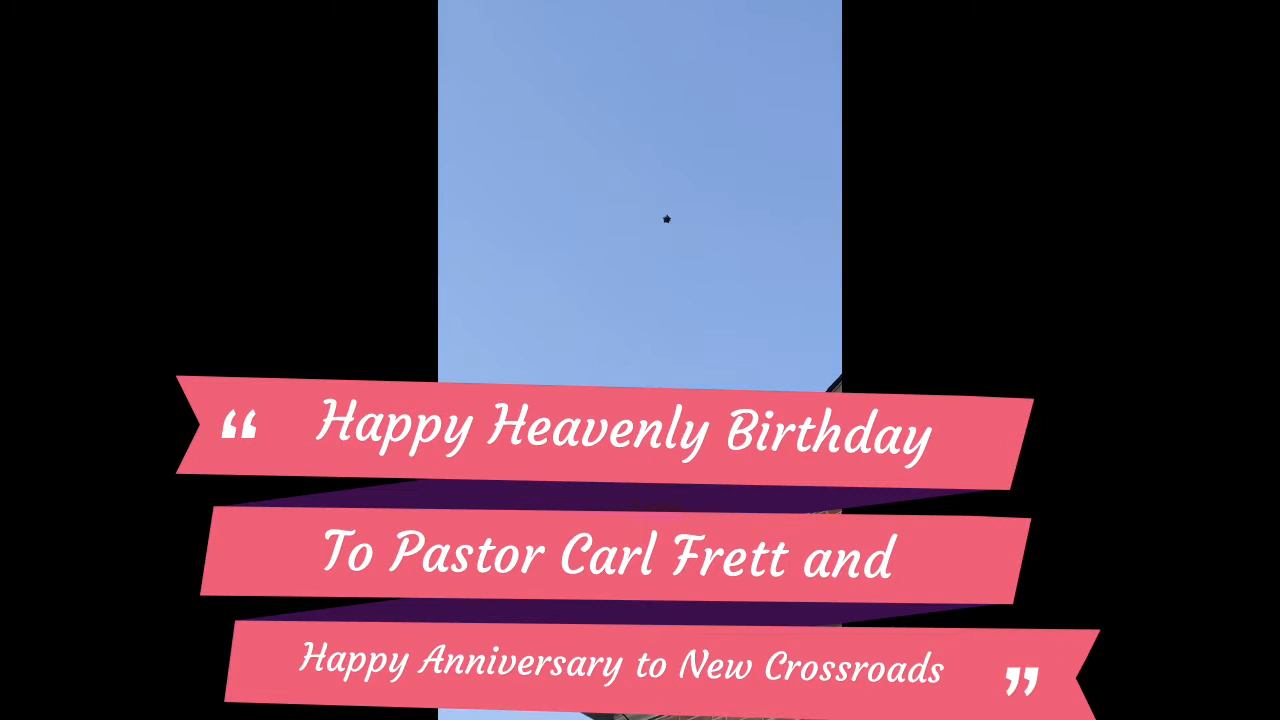 “ Happy Heavenly Birthday
To Pastor Carl Frett and
Happy Anniversary to New Crossroads ”